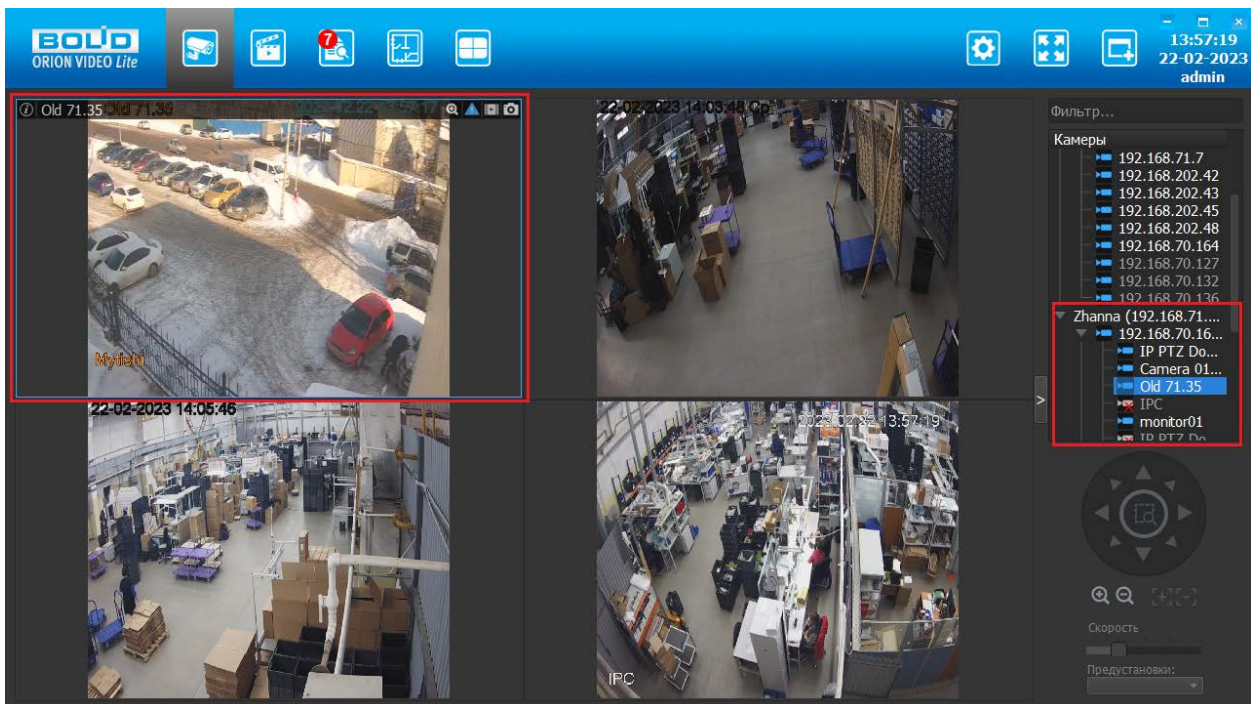 BOLID
ORION VIDEO Lite
7
13:57:19
22-02-2023
admin
Old 71.35
22-02-2023 14:03:48 Ср
Mytishi
22-02-2023 14:05:46
2023-02-22 13:57:19
IPC
Фильтр...
Камеры
192.168.71.7
192.168.202.42
192.168.202.43
192.168.202.45
192.168.202.48
192.168.70.164
192.168.70.127
192.168.70.132
192.168.70.136
Zhanna (192.168.71....
192.168.70.16...
IP PTZ Do...
Camera 01...
Old 71.35
IPC
monitor01
IP PTZ Do...
>
Скорость
Предустановки: